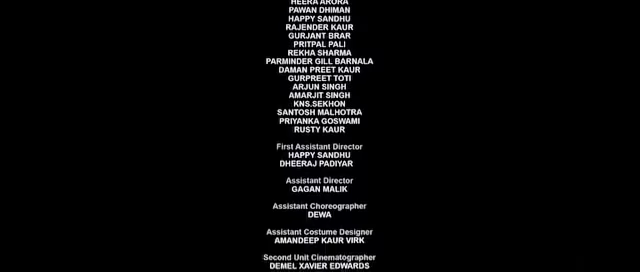 HEERA ARORA
PAWAN DHIMAN
HAPPY SANDHU
RAJENDER KAUR
GURJANT BRAR
PRITPAL PALI
REKHA SHARMA
PARMINDER GILL BARNALA
DAMAN PREET KAUR
GURPREET TOTI
ARJUN SINGH
AMARJIT SINGH
KNS.SEKHON
SANTOSH MALHOTRA
PRIYANKA GOSWAMI
RUSTY KAUR
First Assistant Director
HAPPY SANDHU
DHEERAJ PADIYAR
Assistant Director
GAGAN MALIK
Assistant Choreographer
DEWA
Assistant Costume Designer
AMANDEEP KAUR VIRK
Second Unit Cinematographer
DEMEL XAVIER EDWARDS